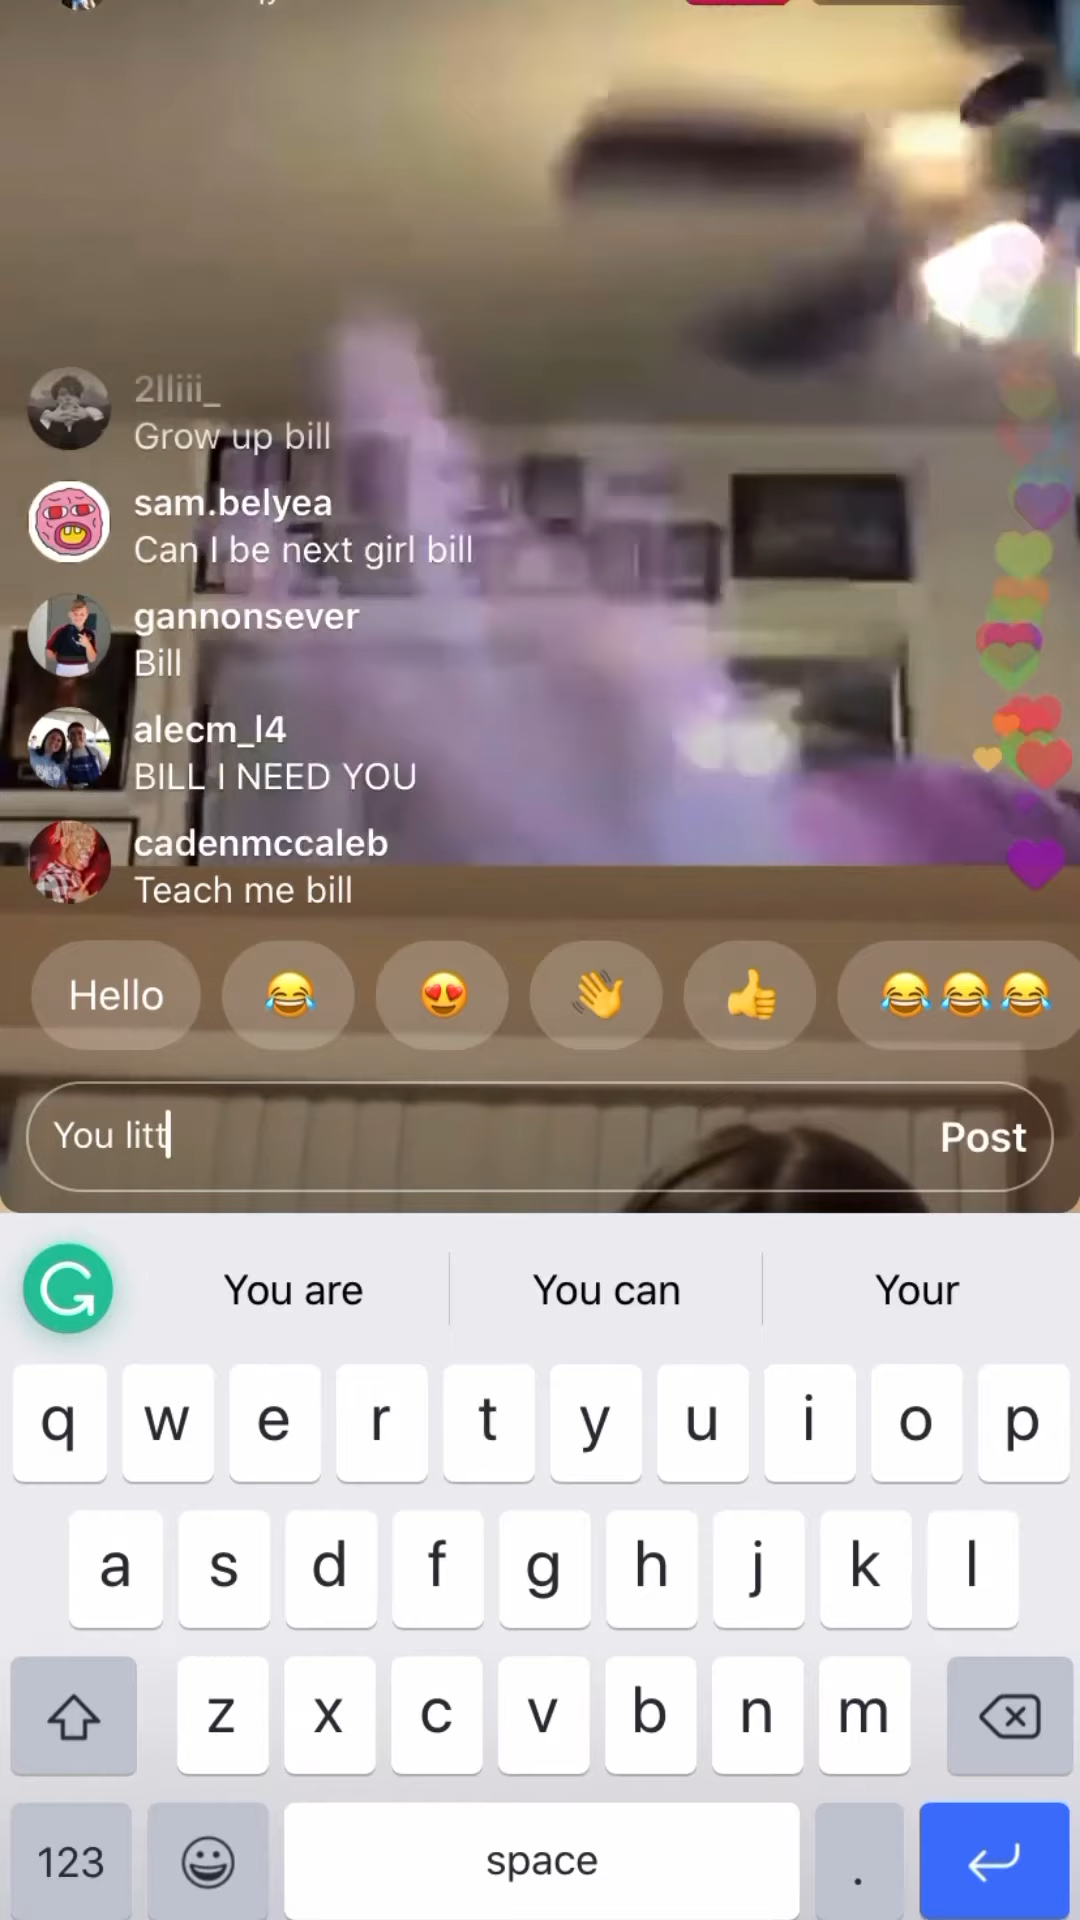 2lliii_
Grow up bill
sam.belyea
Can I be next girl bill
gannonsever
Bill
alecm_l4
BILL I NEED YOU
cadenmccaleb
Teach me bill
Hello
You litt
Post
You are
You can
Your
q w e r t y u i o p
a s d f g h j k l
z x c v b n m
123
space
.